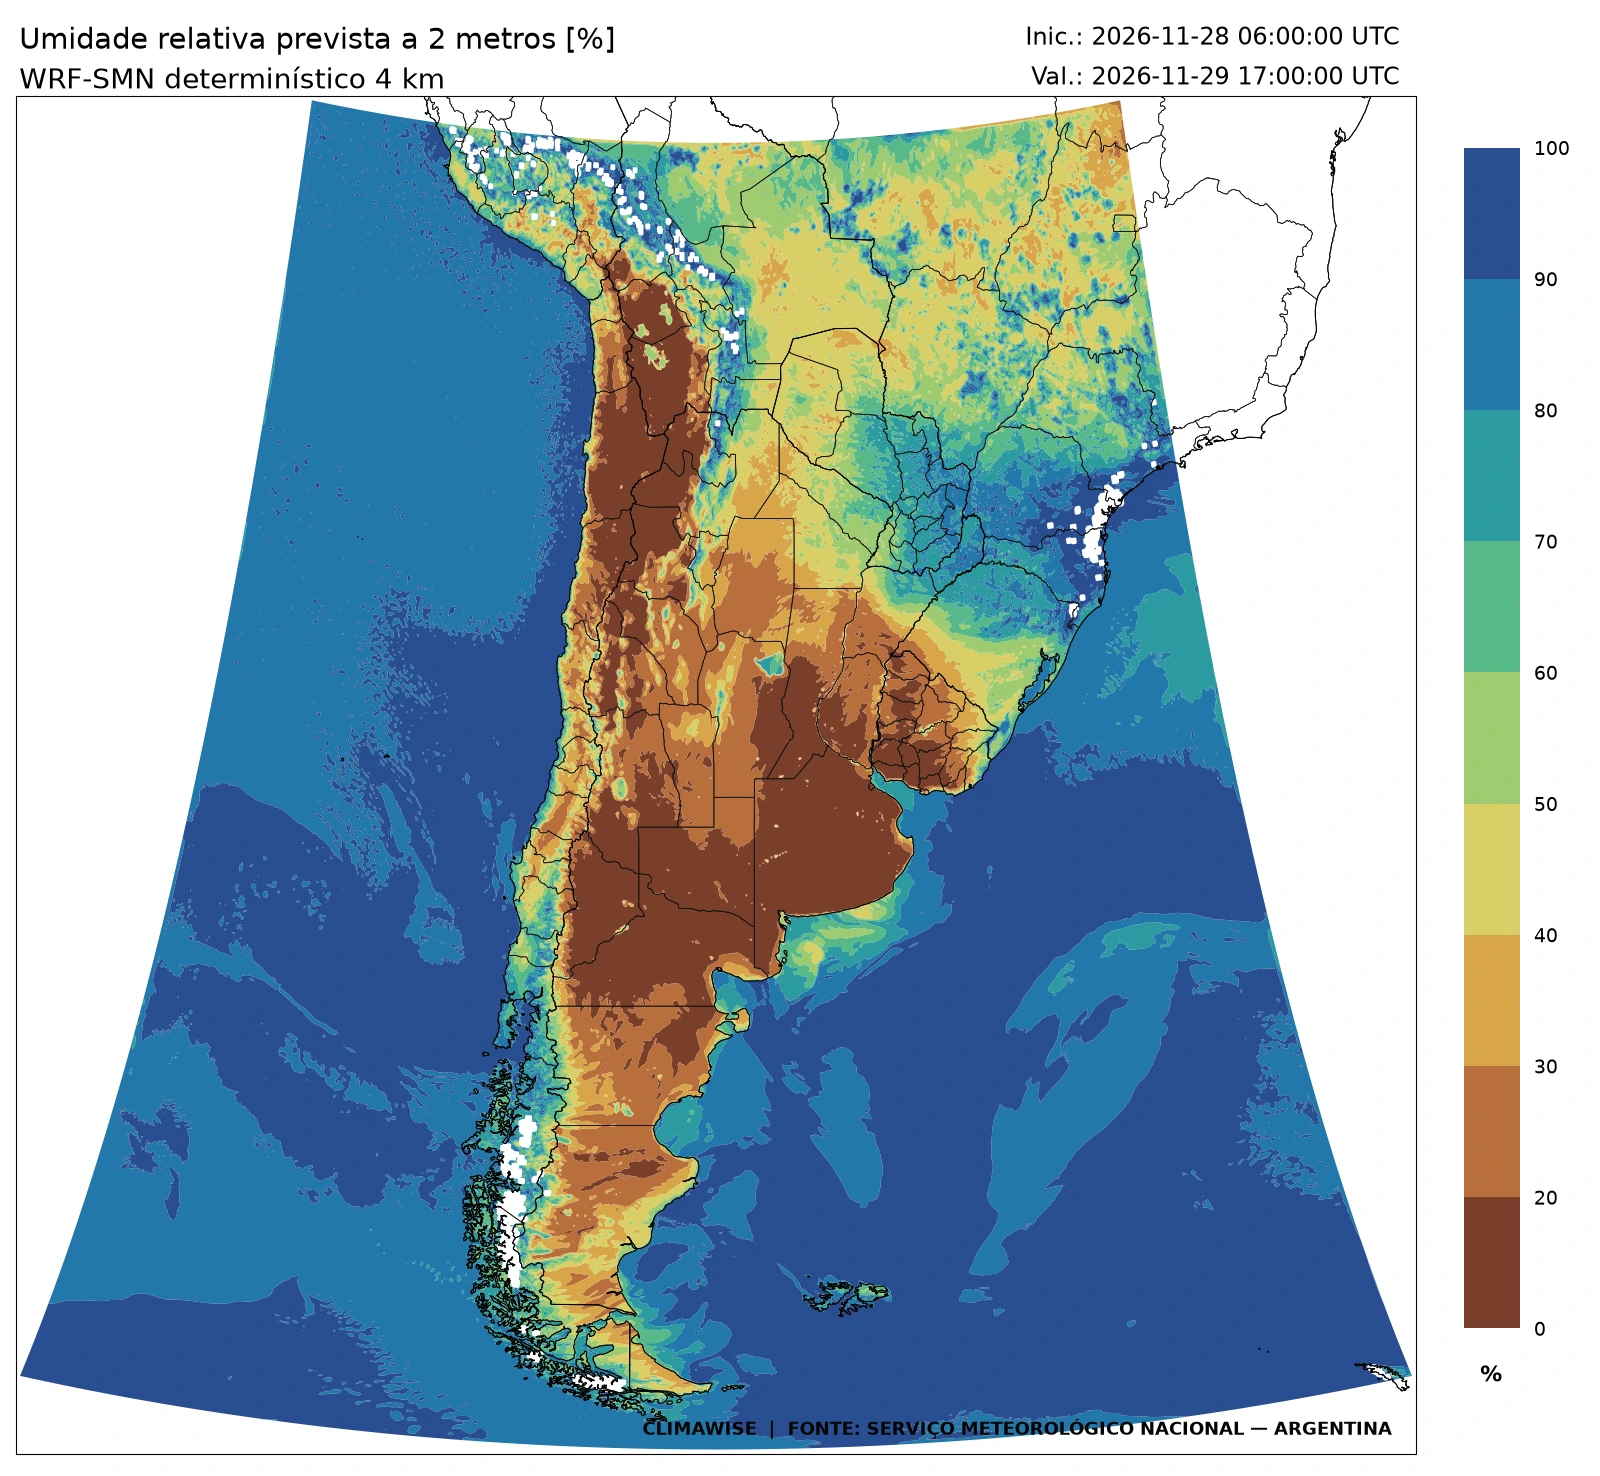 Umidade relativa prevista a 2 metros [%]
WRF-SMN determinístico 4 km
Inic.: 2026-11-28 06:00:00 UTC
Val.: 2026-11-29 17:00:00 UTC
100
90
80
70
60
50
40
30
20
0
%
CLIMAWISE | FONTE: SERVIÇO METEOROLÓGICO NACIONAL — ARGENTINA